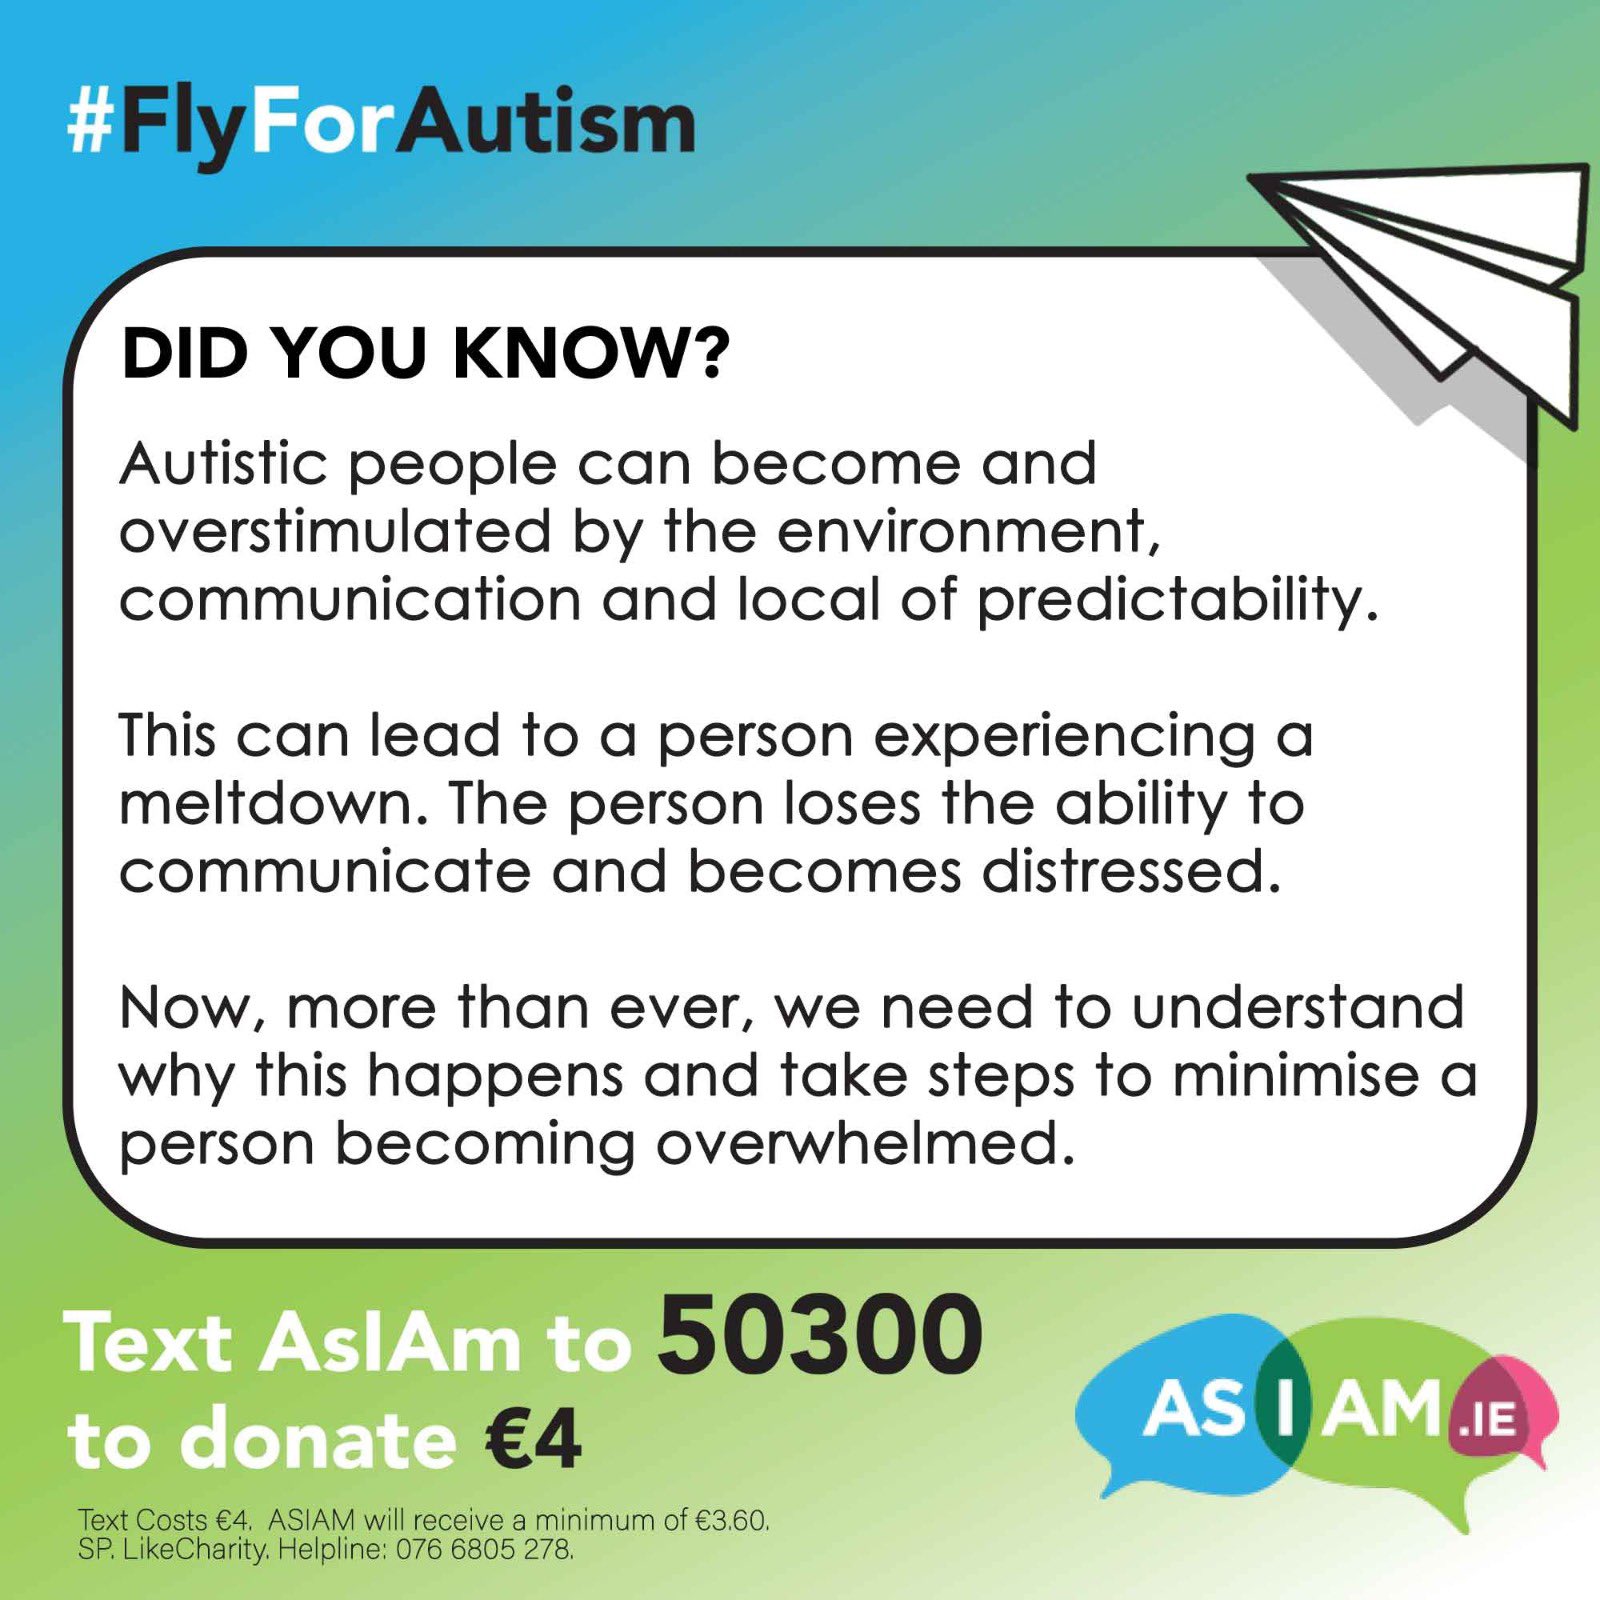 #FlyForAutism
DID YOU KNOW?
Autistic people can become and
overstimulated by the environment,
communication and local of predictability.
This can lead to a person experiencing a
meltdown. The person loses the ability to
communicate and becomes distressed.
Now, more than ever, we need to understand
why this happens and take steps to minimise a
person becoming overwhelmed.
Text AsIAm to 50300
to donate €4
Text Costs €4. ASIAM will receive a minimum of €3.60.
SP. LikeCharity. Helpline: 076 6805 278.
AS I AM.IE